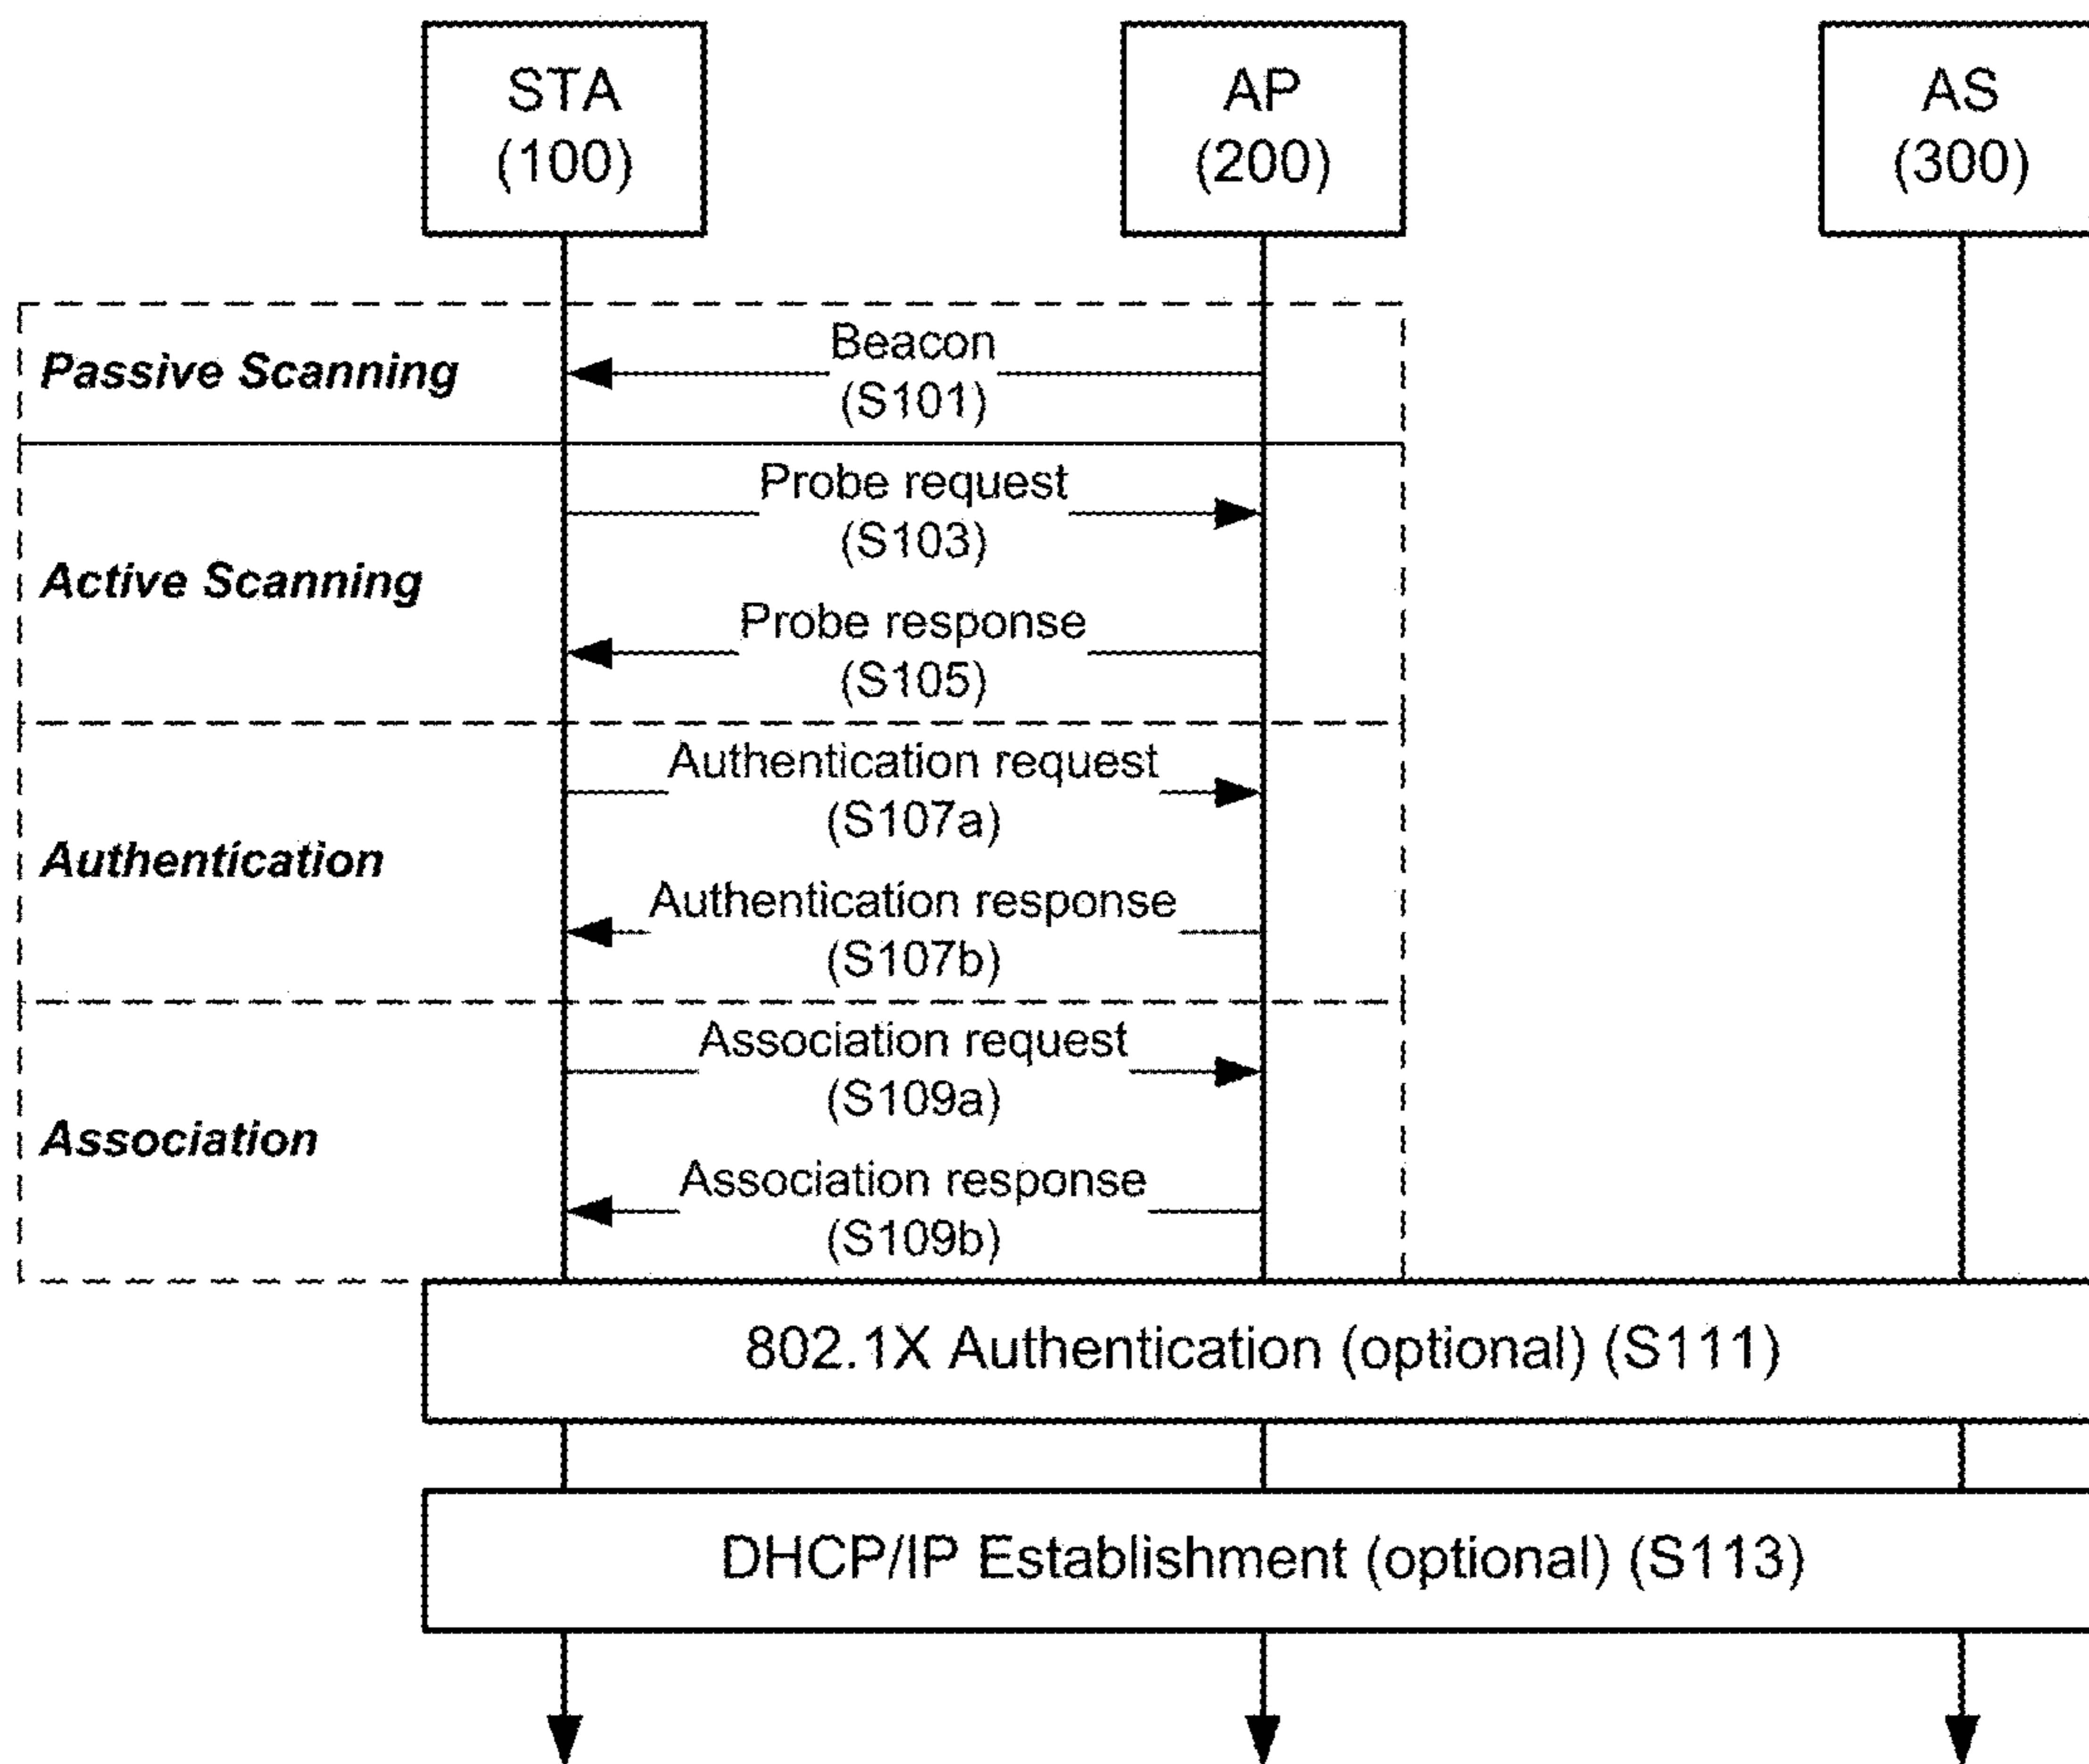 STA
(100)
AP
(200)
AS
(300)
Passive Scanning
Beacon
(S101)
Active Scanning
Probe request
(S103)
Probe response
(S105)
Authentication
Authentication request
(S107a)
Authentication response
(S107b)
Association
Association request
(S109a)
Association response
(S109b)
802.1X Authentication (optional) (S111)
DHCP/IP Establishment (optional) (S113)